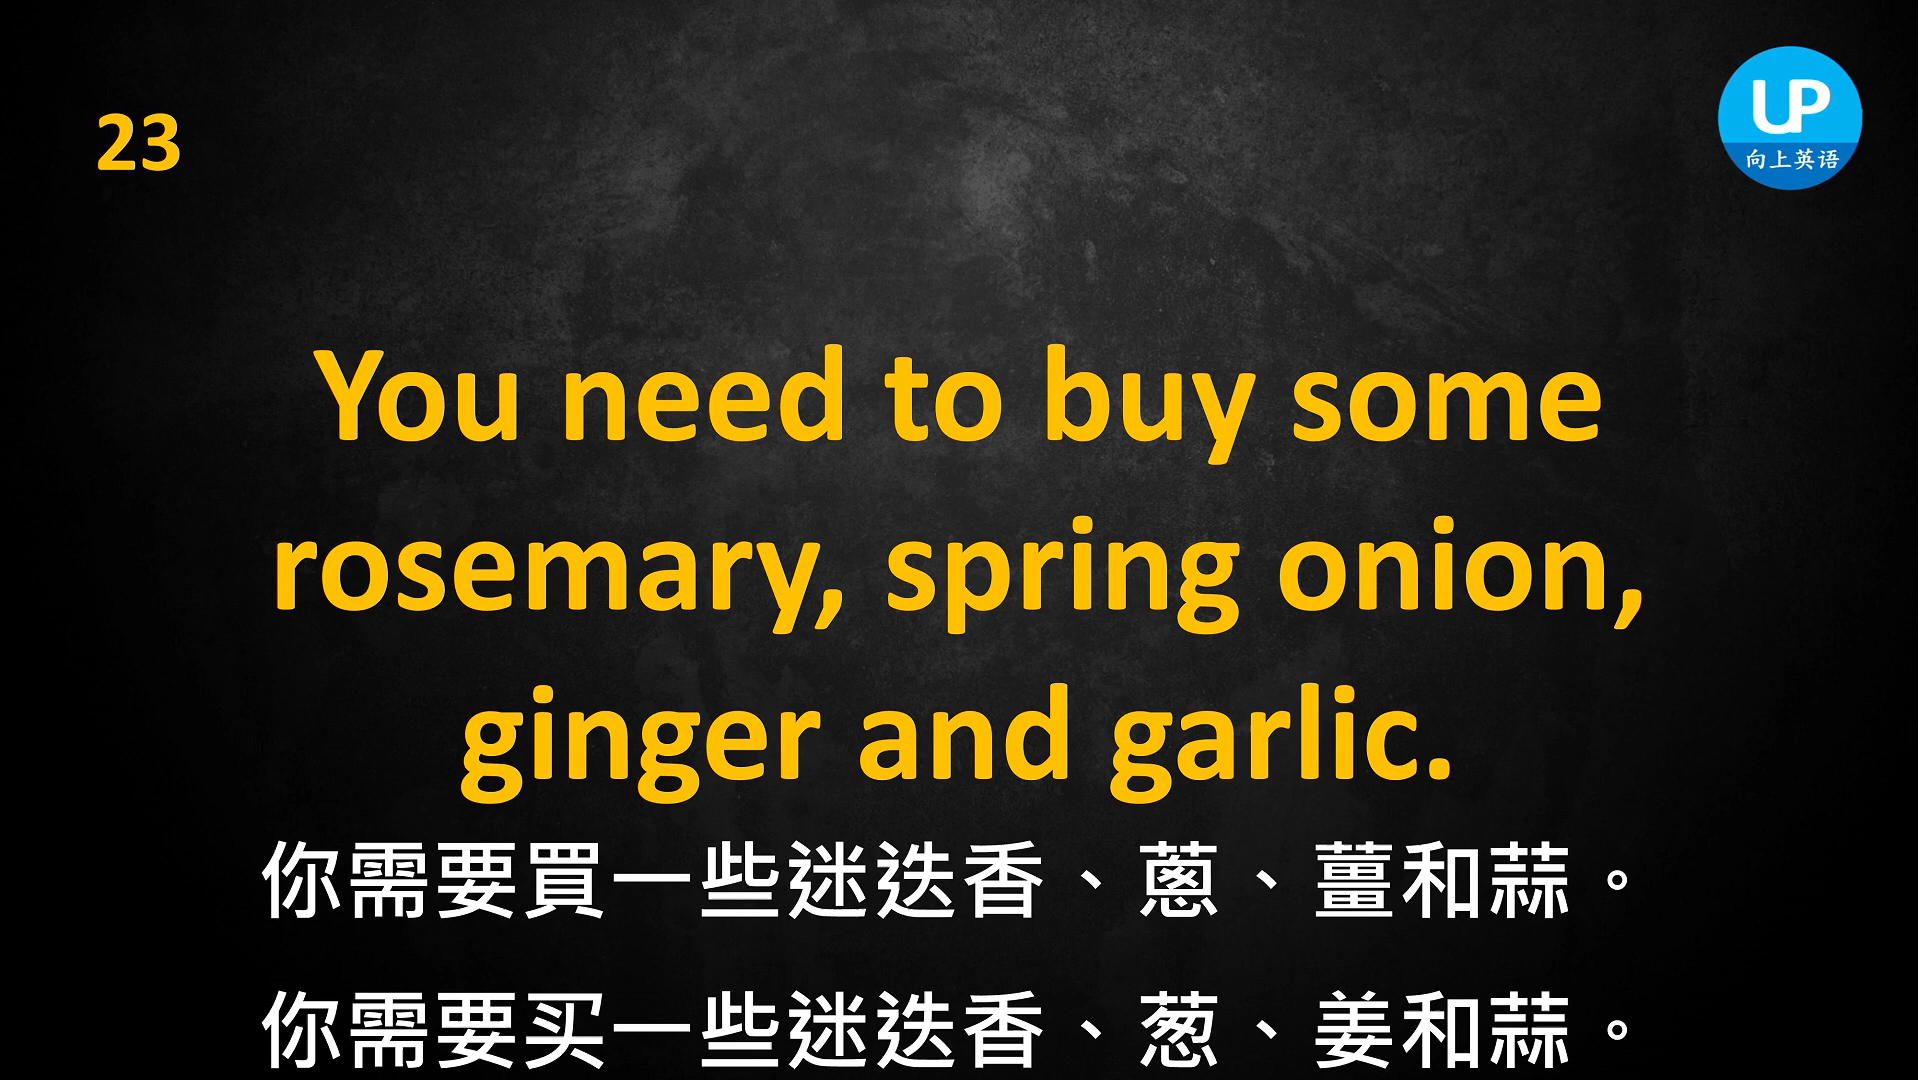 23
UP
向上英语
You need to buy some
rosemary, spring onion,
ginger and garlic.
你需要買一些迷迭香、蔥、薑和蒜。
你需要买一些迷迭香、葱、姜和蒜。